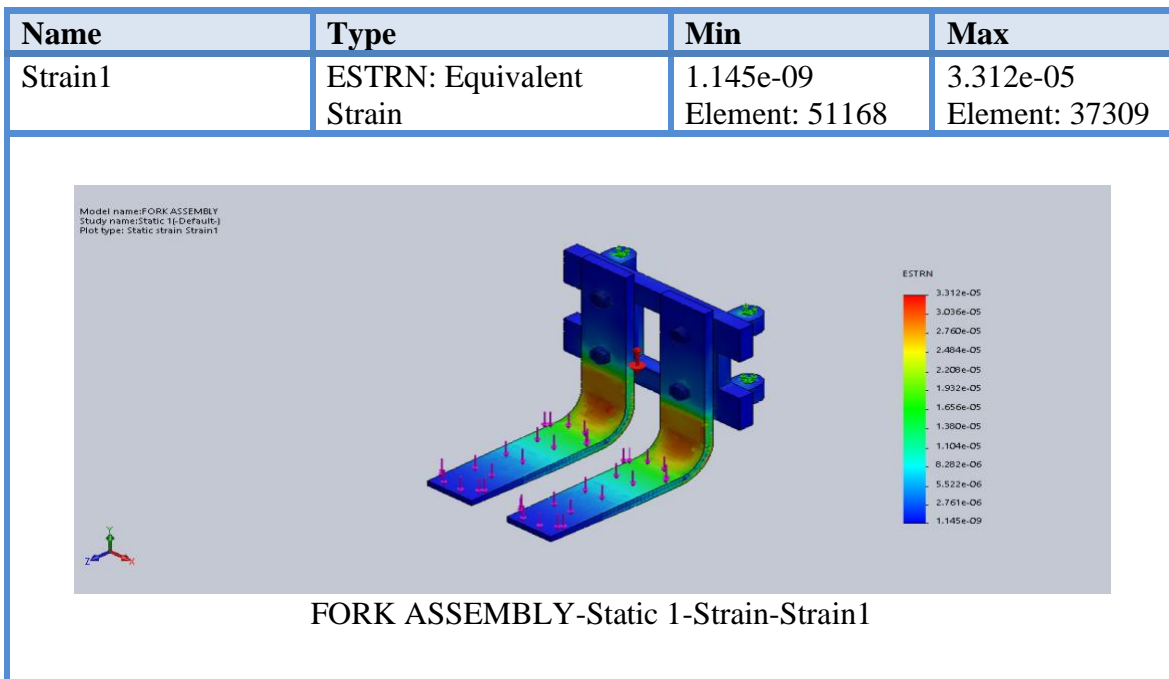 Name Type Min Max
Strain1 ESTRN: Equivalent 1.145e-09 3.312e-05
Strain Element: 51168 Element: 37309
Model name:FORK ASSEMBLY
Study name:Static 1(-Default-)
Plot type: Static strain Strain1
ESTRN
3.312e-05
3.036e-05
2.760e-05
2.484e-05
2.208e-05
1.932e-05
1.656e-05
1.380e-05
1.104e-05
8.282e-06
5.522e-06
2.761e-06
1.145e-09
Y
Z X
FORK ASSEMBLY-Static 1-Strain-Strain1